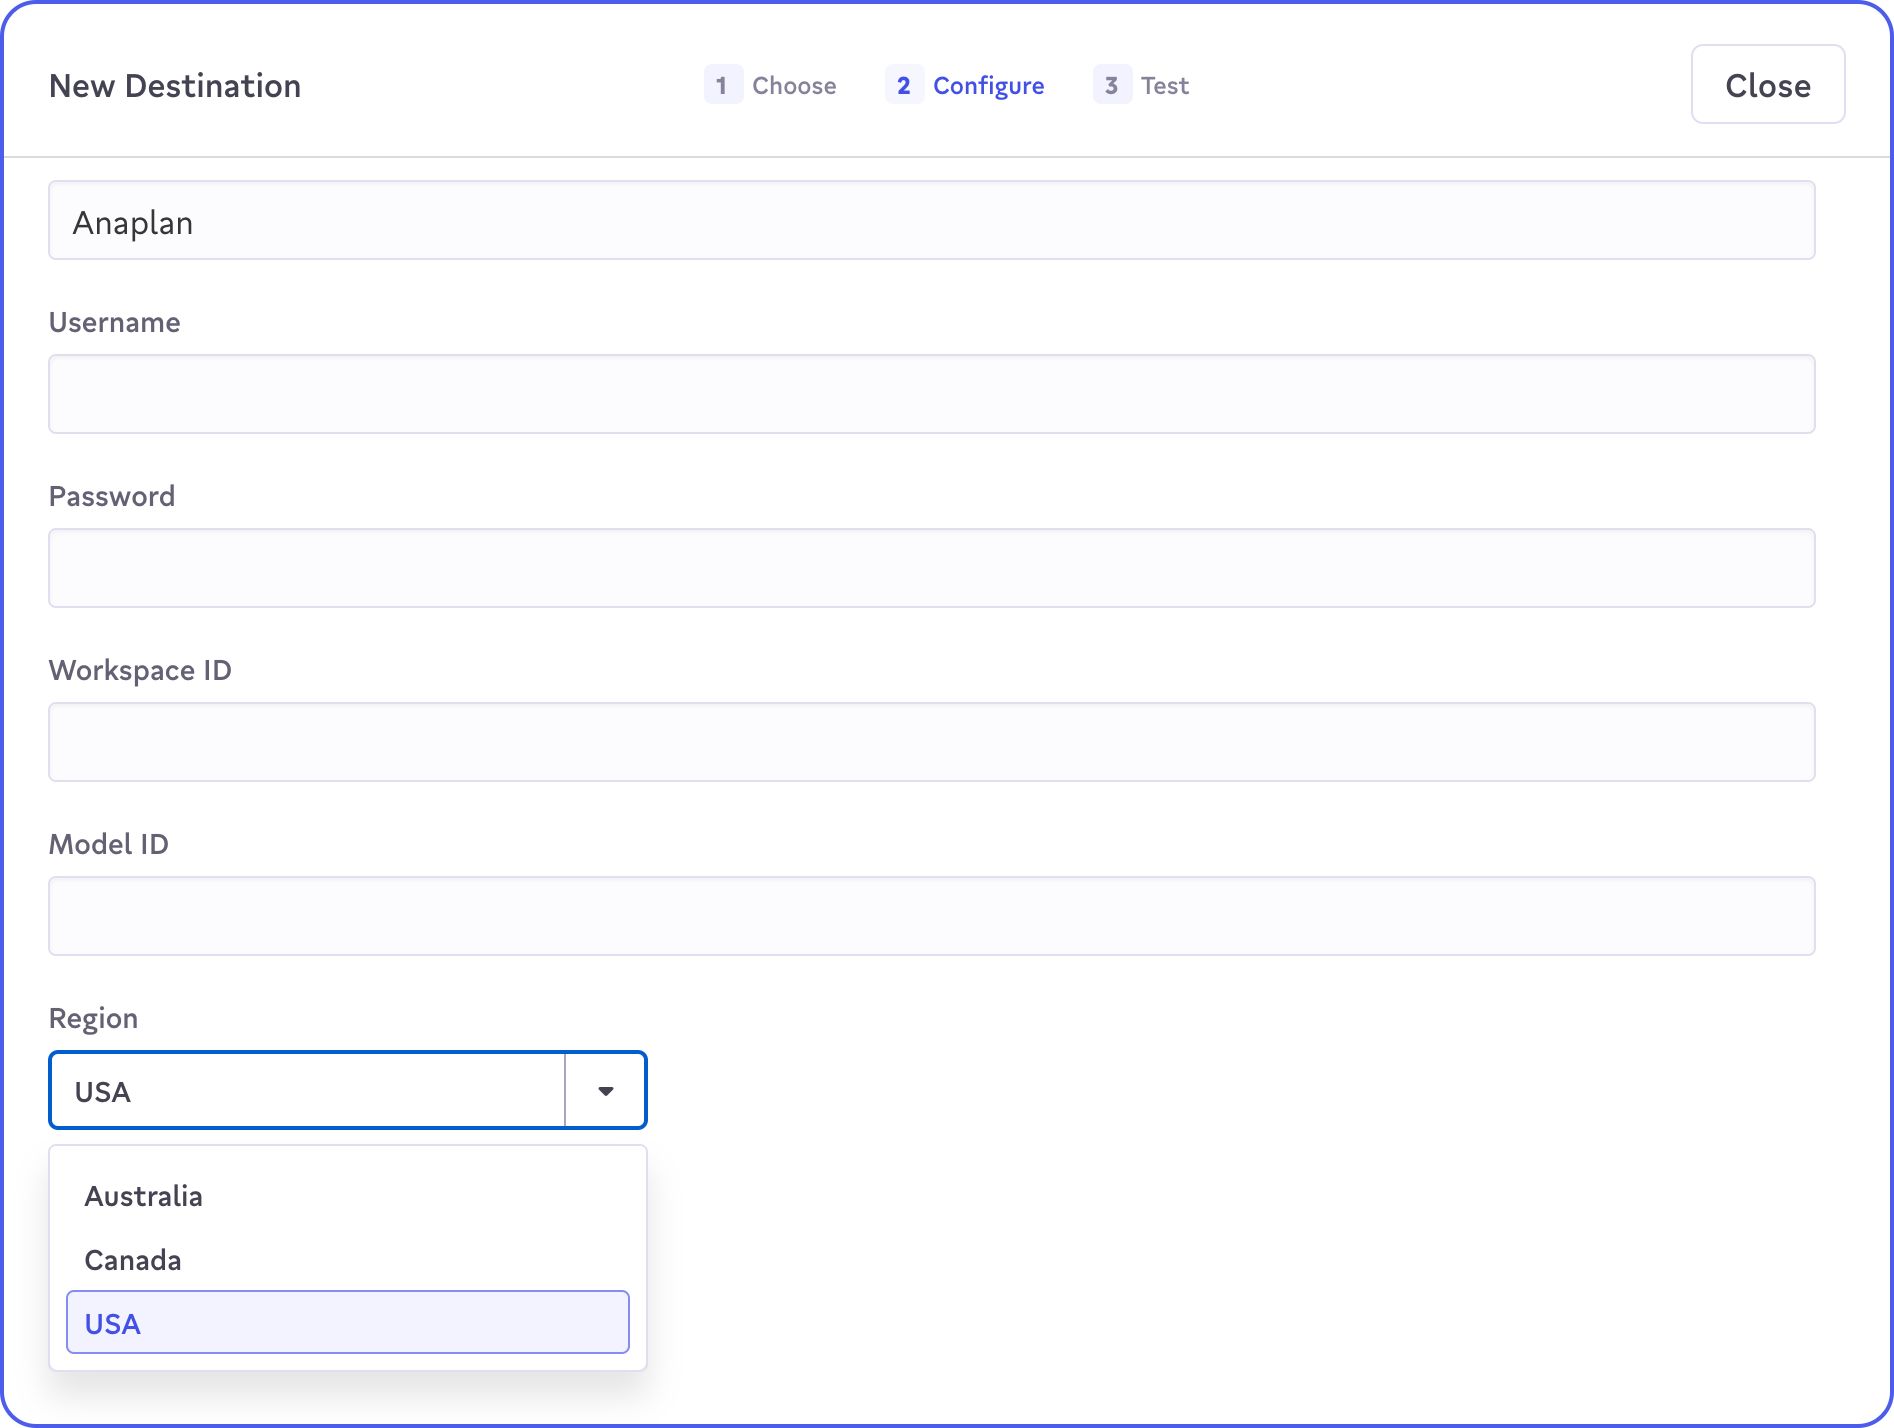 New Destination
1 Choose
2 Configure
3 Test
Close
Anaplan
Username
Password
Workspace ID
Model ID
Region
USA
Australia
Canada
USA